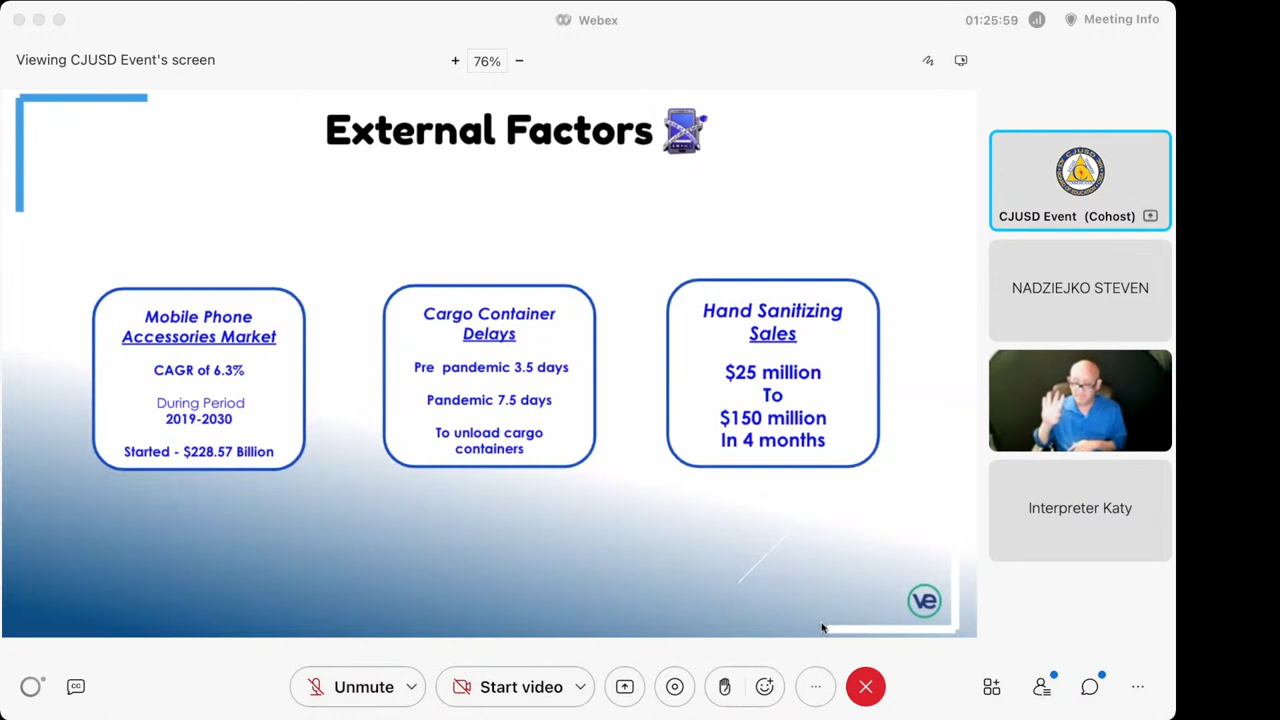 Webex
01:25:59
Meeting Info
Viewing CJUSD Event's screen
+ 76% −
External Factors
Mobile Phone
Accessories Market
CAGR of 6.3%
During Period
2019-2030
Started - $228.57 Billion
Cargo Container
Delays
Pre pandemic 3.5 days
Pandemic 7.5 days
To unload cargo
containers
Hand Sanitizing
Sales
$25 million
To
$150 million
In 4 months
ve
CJUSD
CJUSD Event (Cohost)
NADZIEJKO STEVEN
Interpreter Katy
CC
Unmute
Start video